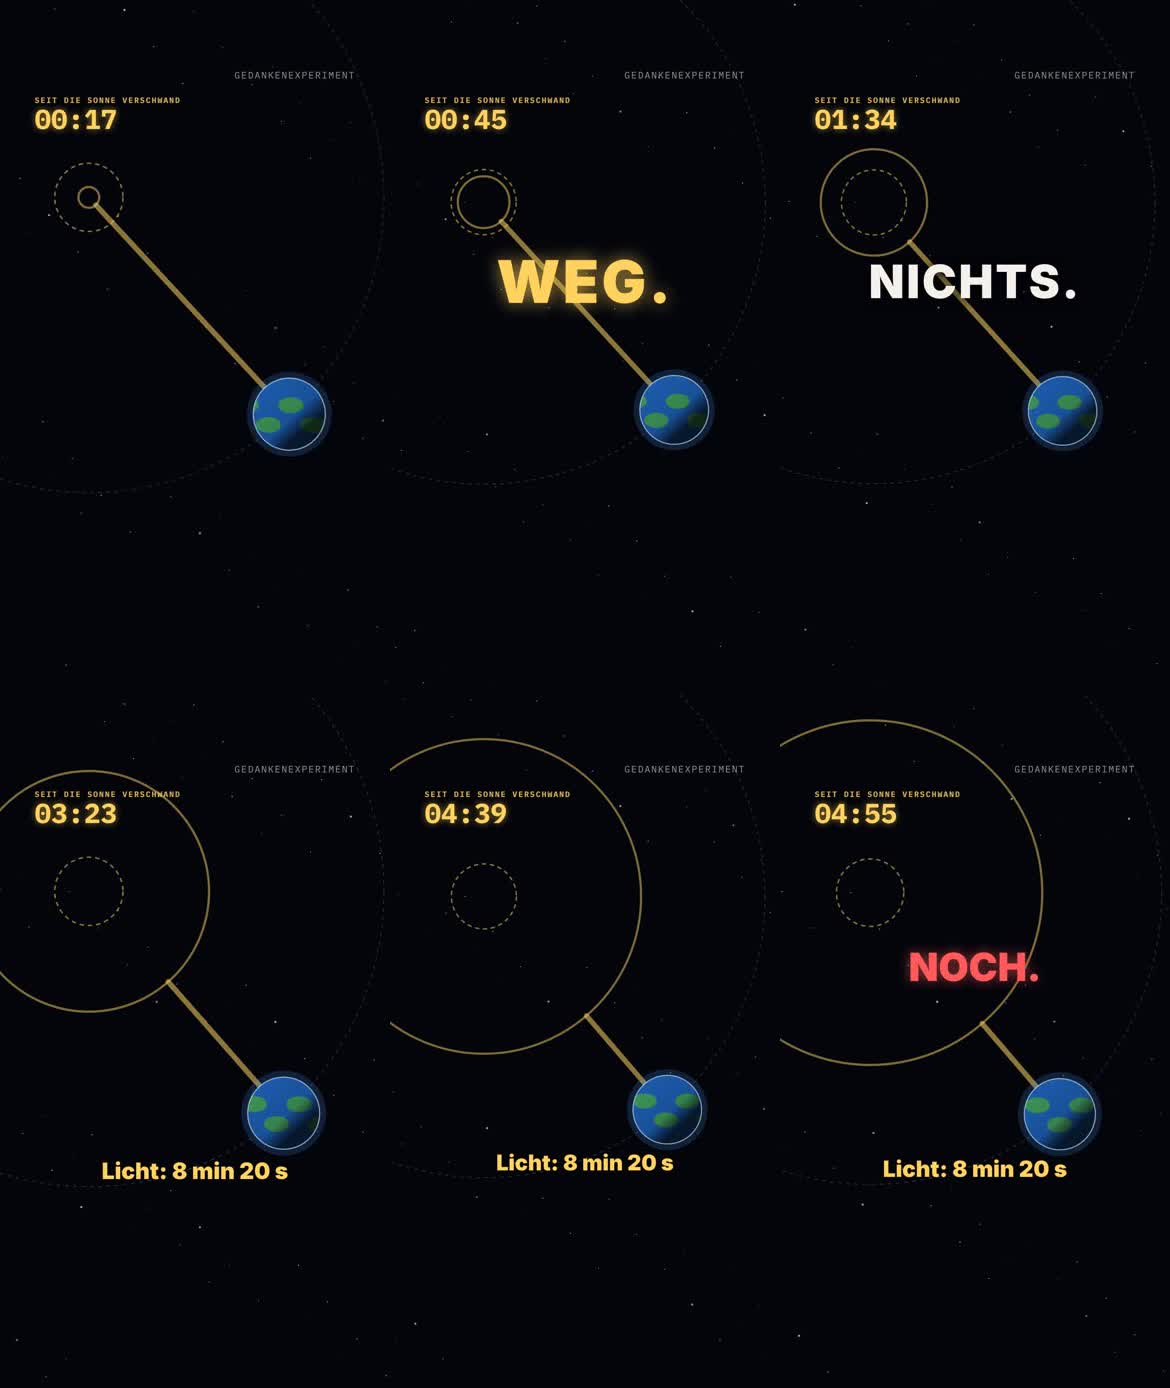 GEDANKENEXPERIMENT
SEIT DIE SONNE VERSCHWAND
00:17
GEDANKENEXPERIMENT
SEIT DIE SONNE VERSCHWAND
00:45
WEG.
GEDANKENEXPERIMENT
SEIT DIE SONNE VERSCHWAND
01:34
NICHTS.
GEDANKENEXPERIMENT
SEIT DIE SONNE VERSCHWAND
03:23
Licht: 8 min 20 s
GEDANKENEXPERIMENT
SEIT DIE SONNE VERSCHWAND
04:39
Licht: 8 min 20 s
GEDANKENEXPERIMENT
SEIT DIE SONNE VERSCHWAND
04:55
NOCH.
Licht: 8 min 20 s